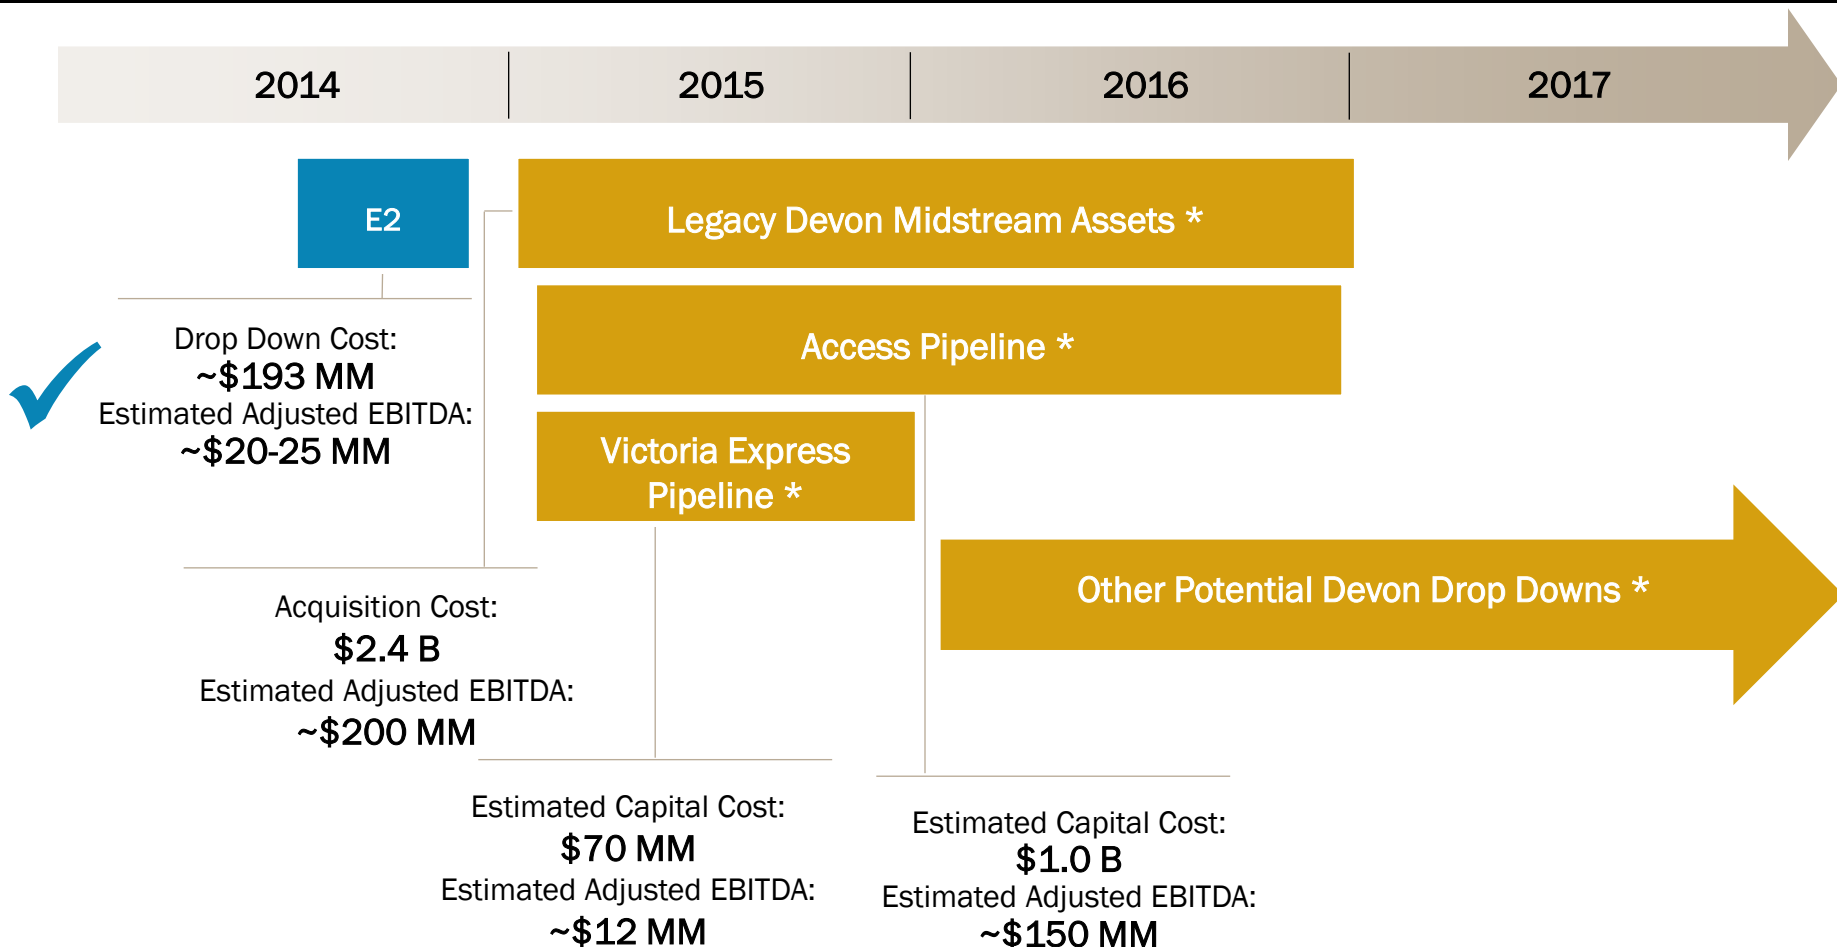 2014
2015
2016
2017
E2
Legacy Devon Midstream Assets *
Access Pipeline *
Victoria Express
Pipeline *
Other Potential Devon Drop Downs *
Drop Down Cost:
~$193 MM
Estimated Adjusted EBITDA:
~$20-25 MM
Acquisition Cost:
$2.4 B
Estimated Adjusted EBITDA:
~$200 MM
Estimated Capital Cost:
$70 MM
Estimated Adjusted EBITDA:
~$12 MM
Estimated Capital Cost:
$1.0 B
Estimated Adjusted EBITDA:
~$150 MM